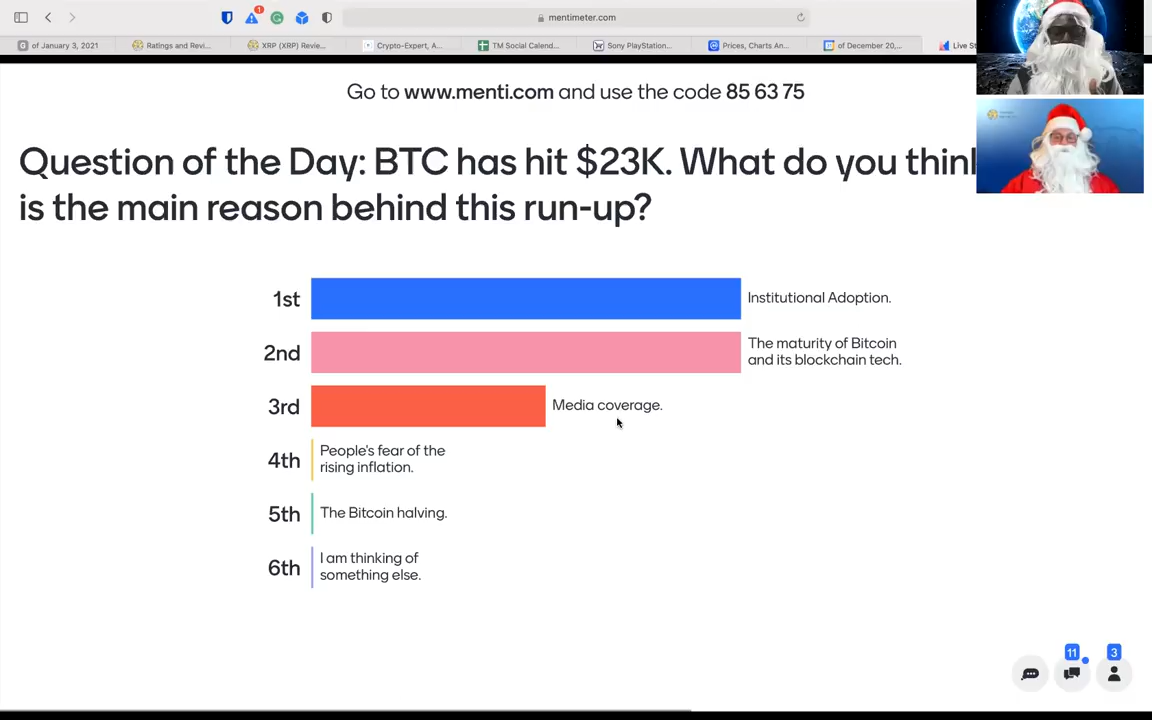 mentimeter.com
of January 3, 2021
Ratings and Revi...
XRP (XRP) Revie...
Crypto-Expert, A...
TM Social Calend...
Sony PlayStation...
Prices, Charts An...
of December 20,...
Live St
Go to www.menti.com and use the code 85 63 75
Question of the Day: BTC has hit $23K. What do you think
is the main reason behind this run-up?
1st
Institutional Adoption.
2nd
The maturity of Bitcoin
and its blockchain tech.
3rd
Media coverage.
4th
People's fear of the
rising inflation.
5th
The Bitcoin halving.
6th
I am thinking of
something else.
11
3